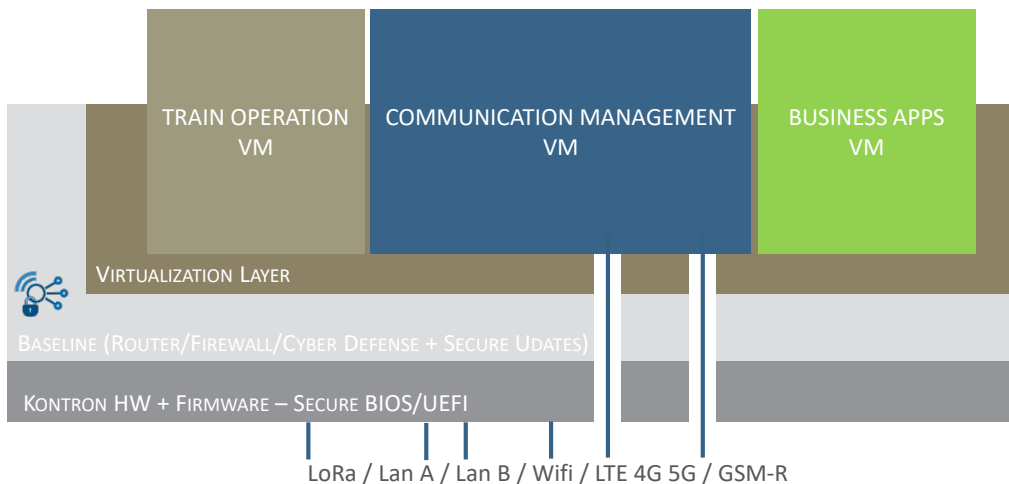 TRAIN OPERATION
VM
COMMUNICATION MANAGEMENT
VM
BUSINESS APPS
VM
VIRTUALIZATION LAYER
BASELINE (ROUTER/FIREWALL/CYBER DEFENSE + SECURE UDATES)
KONTRON HW + FIRMWARE – SECURE BIOS/UEFI
LoRa / Lan A / Lan B / Wifi / LTE 4G 5G / GSM-R